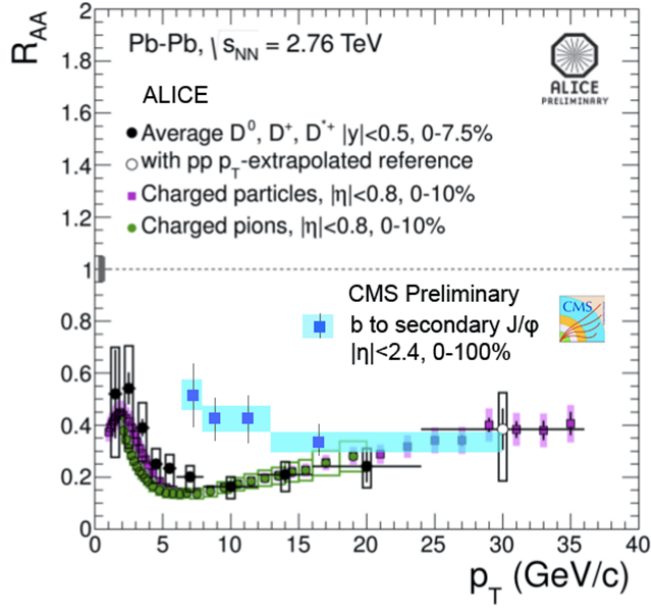 R_AA
2
1.8
1.6
1.4
1.2
1
0.8
0.6
0.4
0.2
0
Pb-Pb, √s_NN = 2.76 TeV
ALICE
PRELIMINARY
ALICE
Average D⁰, D⁺, D*⁺ |y|<0.5, 0-7.5%
with pp p_T-extrapolated reference
Charged particles, |η|<0.8, 0-10%
Charged pions, |η|<0.8, 0-10%
CMS Preliminary
CMS
b to secondary J/φ
|η|<2.4, 0-100%
0 5 10 15 20 25 30 35 40
p_T (GeV/c)